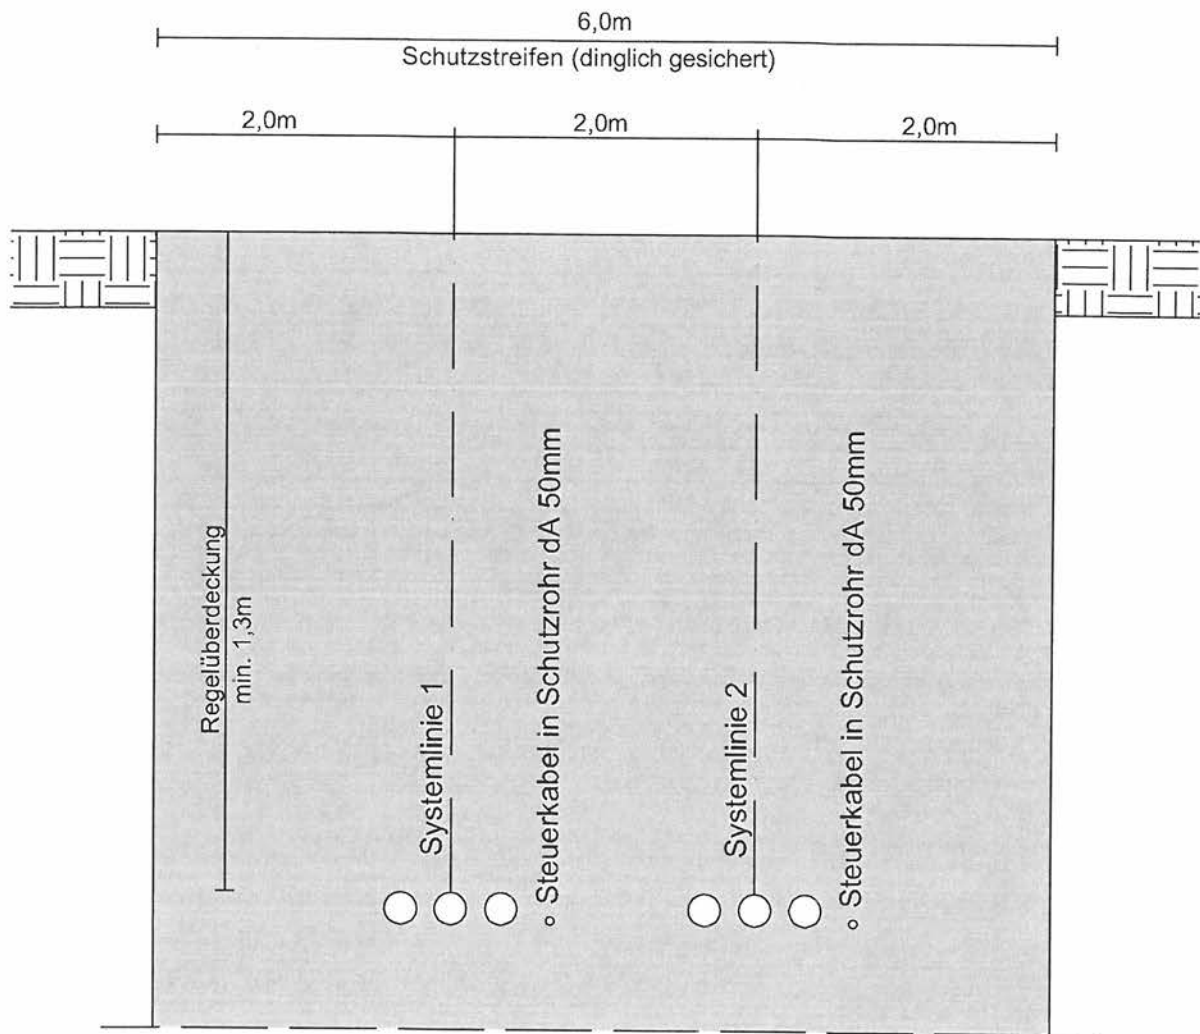 6,0m
Schutzstreifen (dinglich gesichert)
2,0m
2,0m
2,0m
Regelüberdeckung
min. 1,3m
Systemlinie 1
Steuerkabel in Schutzrohr dA 50mm
Systemlinie 2
Steuerkabel in Schutzrohr dA 50mm